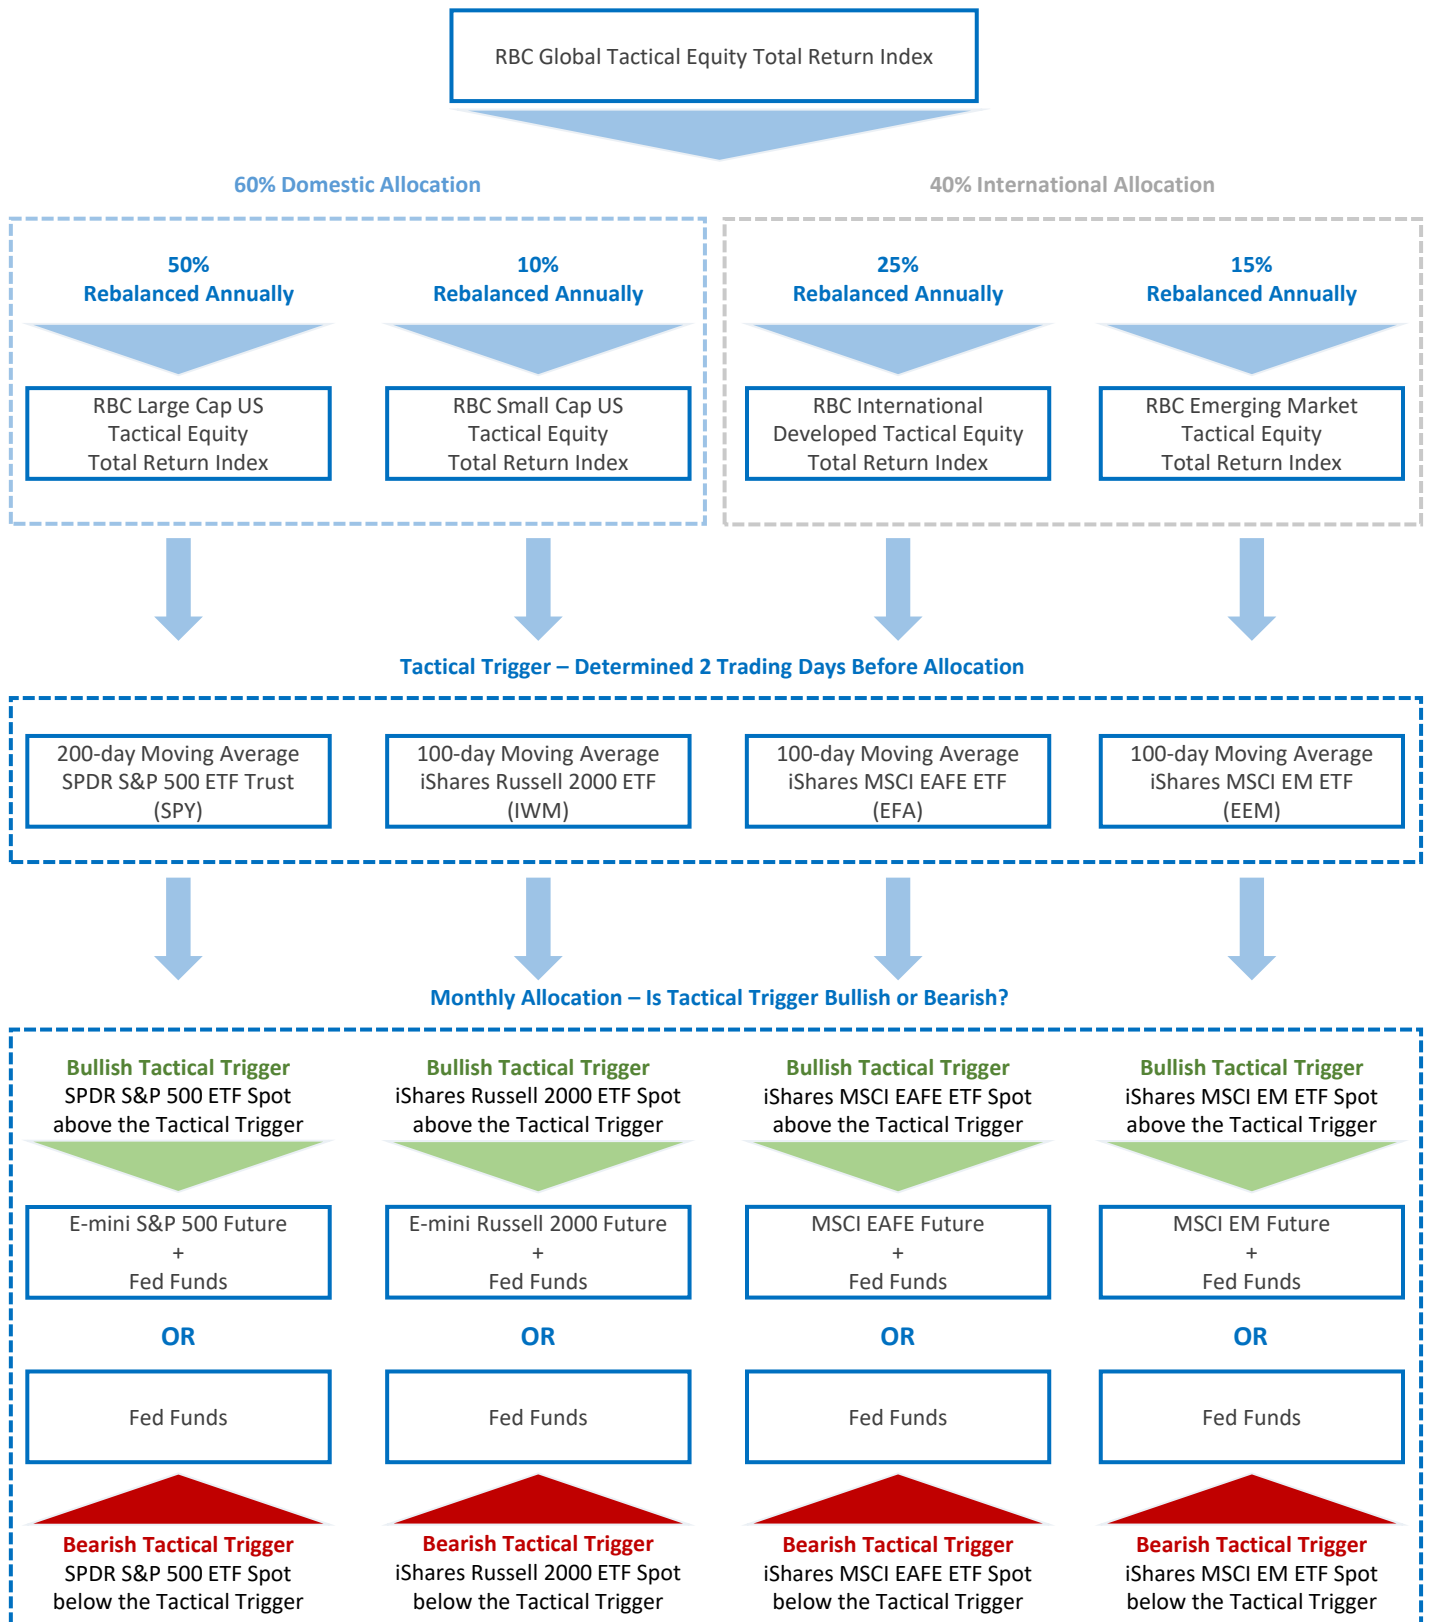 RBC Global Tactical Equity Total Return Index
60% Domestic Allocation
40% International Allocation
50%
Rebalanced Annually
10%
Rebalanced Annually
25%
Rebalanced Annually
15%
Rebalanced Annually
RBC Large Cap US
Tactical Equity
Total Return Index
RBC Small Cap US
Tactical Equity
Total Return Index
RBC International
Developed Tactical Equity
Total Return Index
RBC Emerging Market
Tactical Equity
Total Return Index
Tactical Trigger – Determined 2 Trading Days Before Allocation
200-day Moving Average
SPDR S&P 500 ETF Trust
(SPY)
100-day Moving Average
iShares Russell 2000 ETF
(IWM)
100-day Moving Average
iShares MSCI EAFE ETF
(EFA)
100-day Moving Average
iShares MSCI EM ETF
(EEM)
Monthly Allocation – Is Tactical Trigger Bullish or Bearish?
Bullish Tactical Trigger
SPDR S&P 500 ETF Spot
above the Tactical Trigger
Bullish Tactical Trigger
iShares Russell 2000 ETF Spot
above the Tactical Trigger
Bullish Tactical Trigger
iShares MSCI EAFE ETF Spot
above the Tactical Trigger
Bullish Tactical Trigger
iShares MSCI EM ETF Spot
above the Tactical Trigger
E-mini S&P 500 Future
+
Fed Funds
E-mini Russell 2000 Future
+
Fed Funds
MSCI EAFE Future
+
Fed Funds
MSCI EM Future
+
Fed Funds
OR
OR
OR
OR
Fed Funds
Fed Funds
Fed Funds
Fed Funds
Bearish Tactical Trigger
SPDR S&P 500 ETF Spot
below the Tactical Trigger
Bearish Tactical Trigger
iShares Russell 2000 ETF Spot
below the Tactical Trigger
Bearish Tactical Trigger
iShares MSCI EAFE ETF Spot
below the Tactical Trigger
Bearish Tactical Trigger
iShares MSCI EM ETF Spot
below the Tactical Trigger